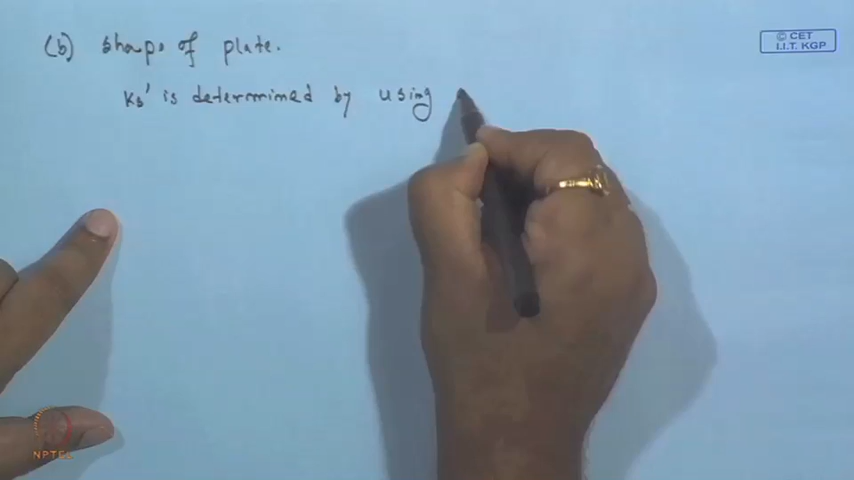 (b) shape of plate.
© CET
I.I.T. KGP
ks' is determined by using
NPTEL